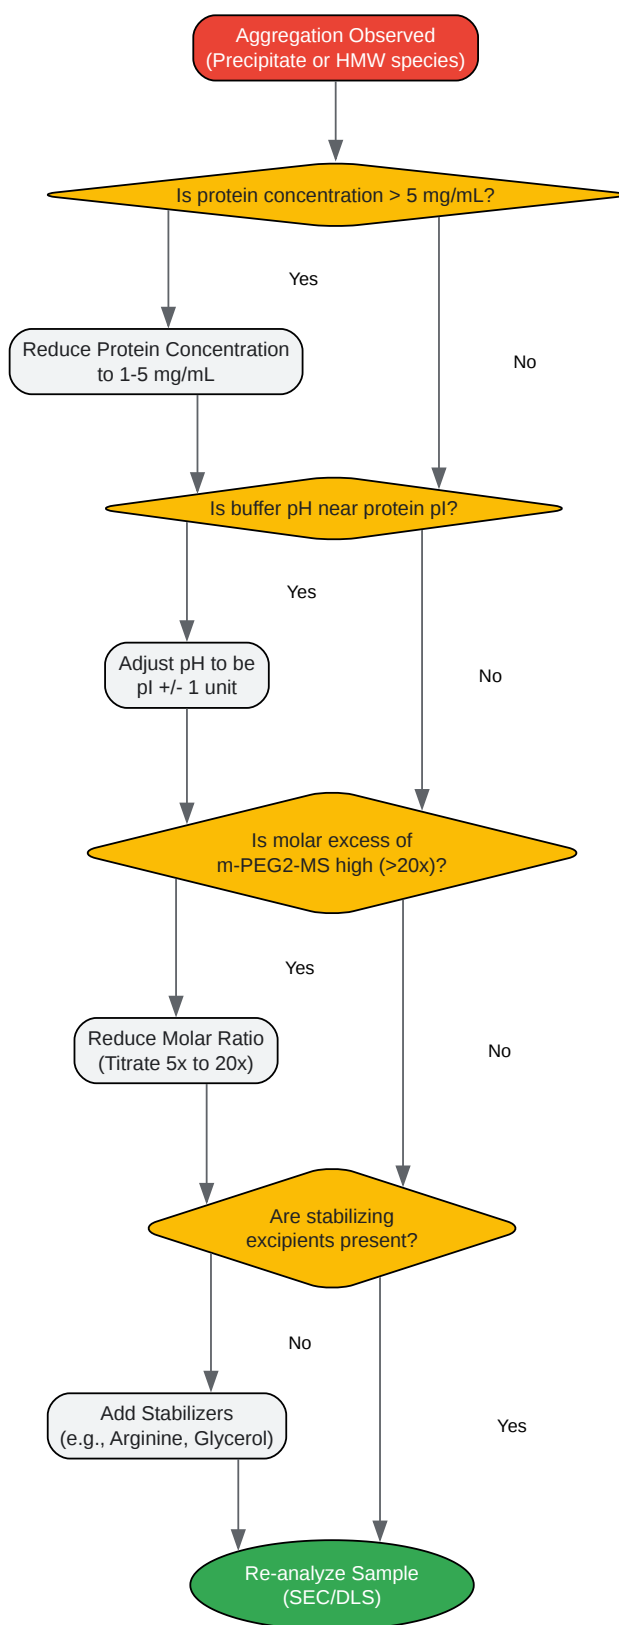 Aggregation Observed
(Precipitate or HMW species)
Is protein concentration > 5 mg/mL?
Yes
Reduce Protein Concentration
to 1-5 mg/mL
No
Is buffer pH near protein pI?
Yes
Adjust pH to be
pI +/- 1 unit
No
Is molar excess of
m-PEG2-MS high (>20x)?
Yes
Reduce Molar Ratio
(Titrate 5x to 20x)
No
Are stabilizing
excipients present?
No
Add Stabilizers
(e.g., Arginine, Glycerol)
Yes
Re-analyze Sample
(SEC/DLS)